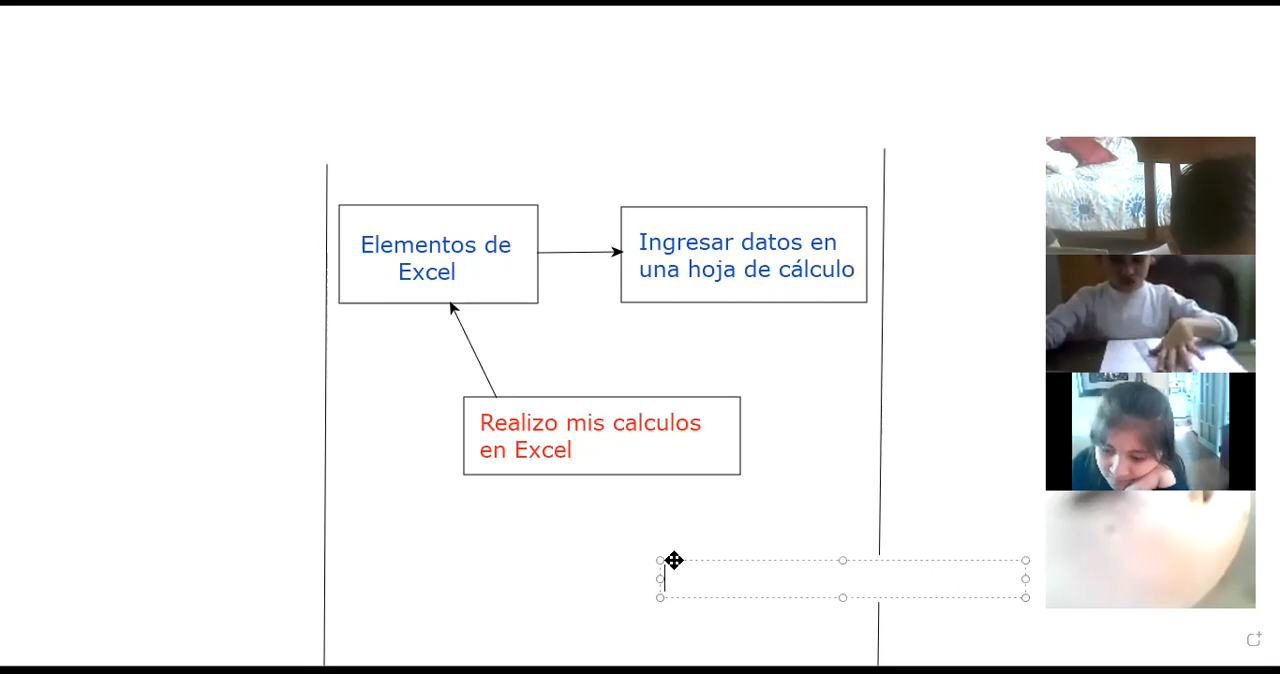 Elementos de
Excel
Ingresar datos en
una hoja de cálculo
Realizo mis calculos
en Excel